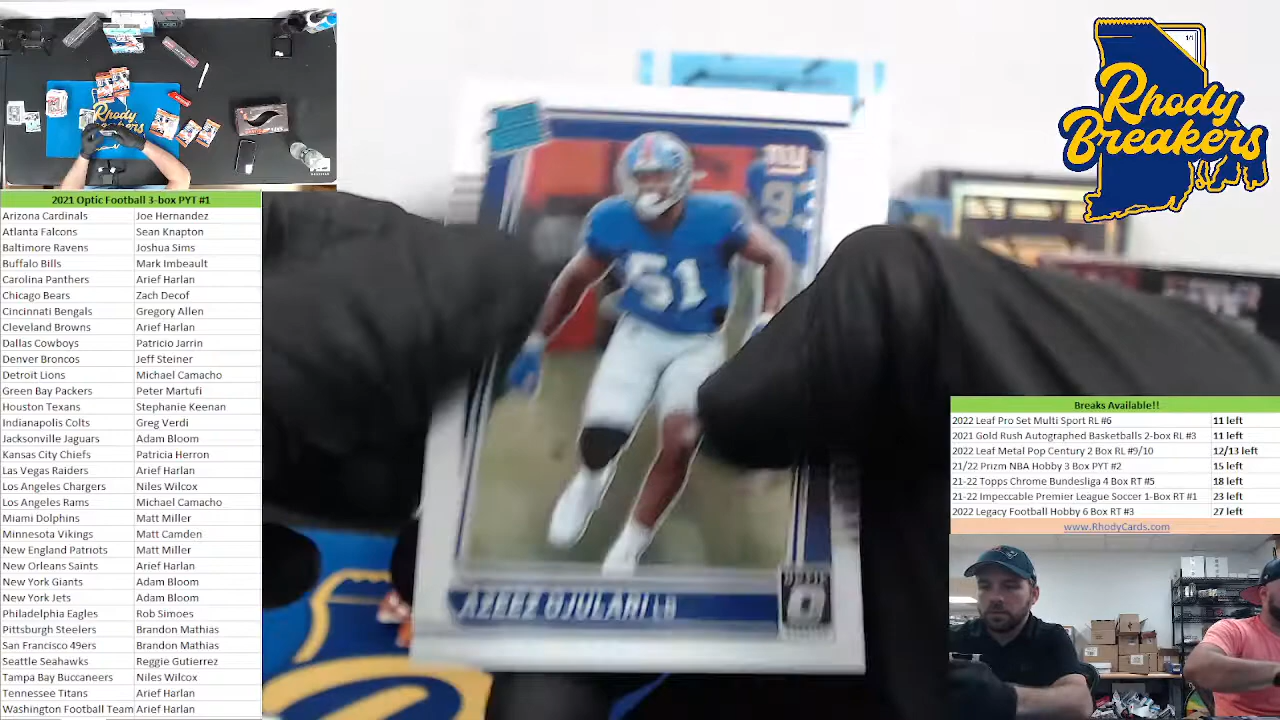 Rhody
Breakers
1/1
Rhody
Breakers
2021 Optic Football 3-box PYT #1
Arizona Cardinals Joe Hernandez
Atlanta Falcons Sean Knapton
Baltimore Ravens Joshua Sims
Buffalo Bills Mark Imbeault
Carolina Panthers Arief Harlan
Chicago Bears Zach Decof
Cincinnati Bengals Gregory Allen
Cleveland Browns Arief Harlan
Dallas Cowboys Patricio Jarrin
Denver Broncos Jeff Steiner
Detroit Lions Michael Camacho
Green Bay Packers Peter Martufi
Houston Texans Stephanie Keenan
Indianapolis Colts Greg Verdi
Jacksonville Jaguars Adam Bloom
Kansas City Chiefs Patricia Herron
Las Vegas Raiders Arief Harlan
Los Angeles Chargers Niles Wilcox
Los Angeles Rams Michael Camacho
Miami Dolphins Matt Miller
Minnesota Vikings Matt Camden
New England Patriots Matt Miller
New Orleans Saints Arief Harlan
New York Giants Adam Bloom
New York Jets Adam Bloom
Philadelphia Eagles Rob Simoes
Pittsburgh Steelers Brandon Mathias
San Francisco 49ers Brandon Mathias
Seattle Seahawks Reggie Gutierrez
Tampa Bay Buccaneers Niles Wilcox
Tennessee Titans Arief Harlan
Washington Football Team Arief Harlan
ny
51
AZEEZ OJULARI LB
OPTIC
Breaks Available!!
2022 Leaf Pro Set Multi Sport RL #6 11 left
2021 Gold Rush Autographed Basketballs 2-box RL #3 11 left
2022 Leaf Metal Pop Century 2 Box RL #9/10 12/13 left
21/22 Prizm NBA Hobby 3 Box PYT #2 15 left
21-22 Topps Chrome Bundesliga 4 Box RT #5 18 left
21-22 Impeccable Premier League Soccer 1-Box RT #1 23 left
2022 Legacy Football Hobby 6 Box RT #3 27 left
www.RhodyCards.com